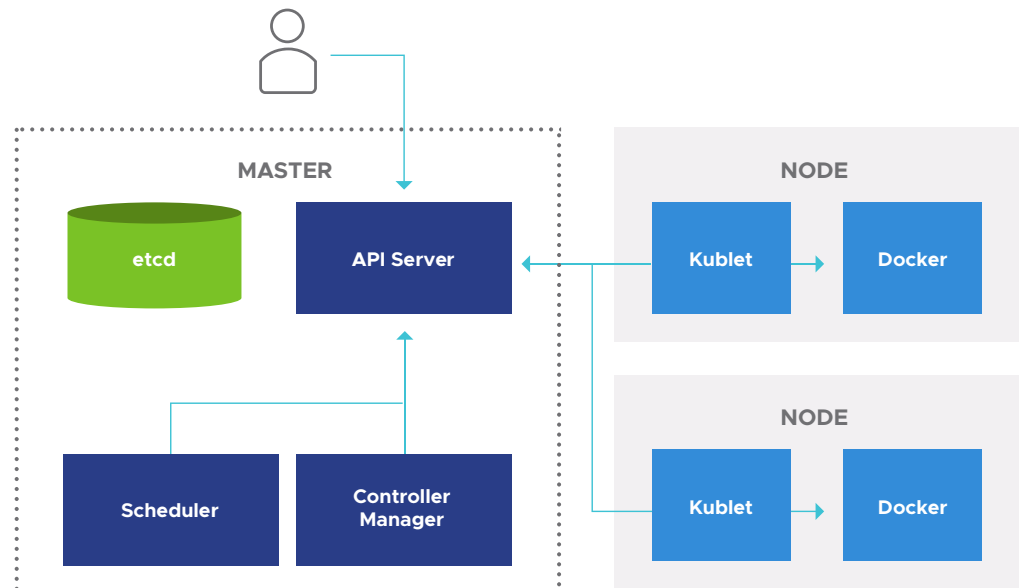 MASTER
etcd
API Server
Scheduler
Controller
Manager
NODE
Kublet
Docker
NODE
Kublet
Docker